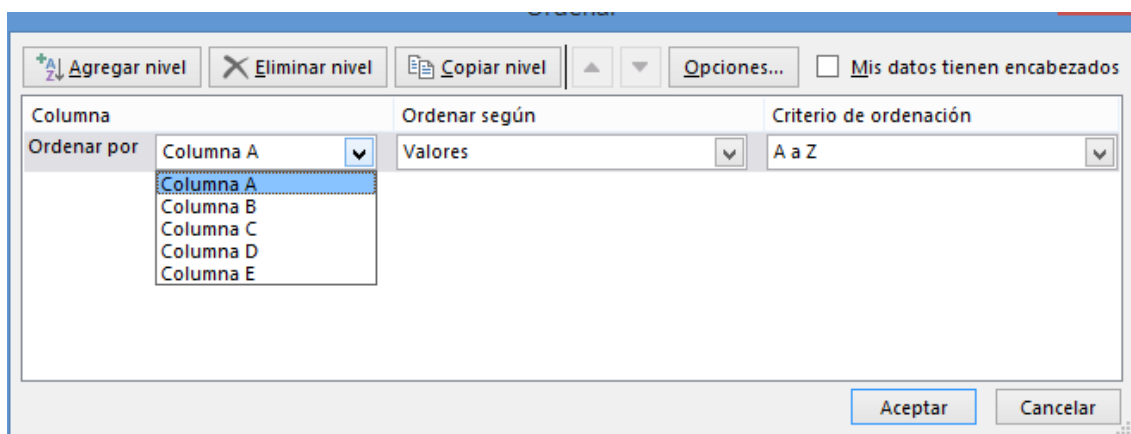 Ordenar
Agregar nivel Eliminar nivel Copiar nivel Opciones... Mis datos tienen encabezados
Columna Ordenar según Criterio de ordenación
Ordenar por Columna A Valores A a Z
Columna A
Columna B
Columna C
Columna D
Columna E
Aceptar Cancelar